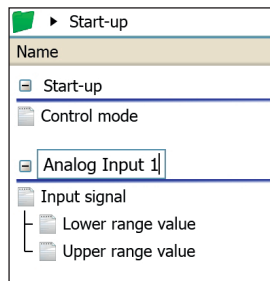 Start-up
Name
Start-up
Control mode
Analog Input 1
Input signal
Lower range value
Upper range value